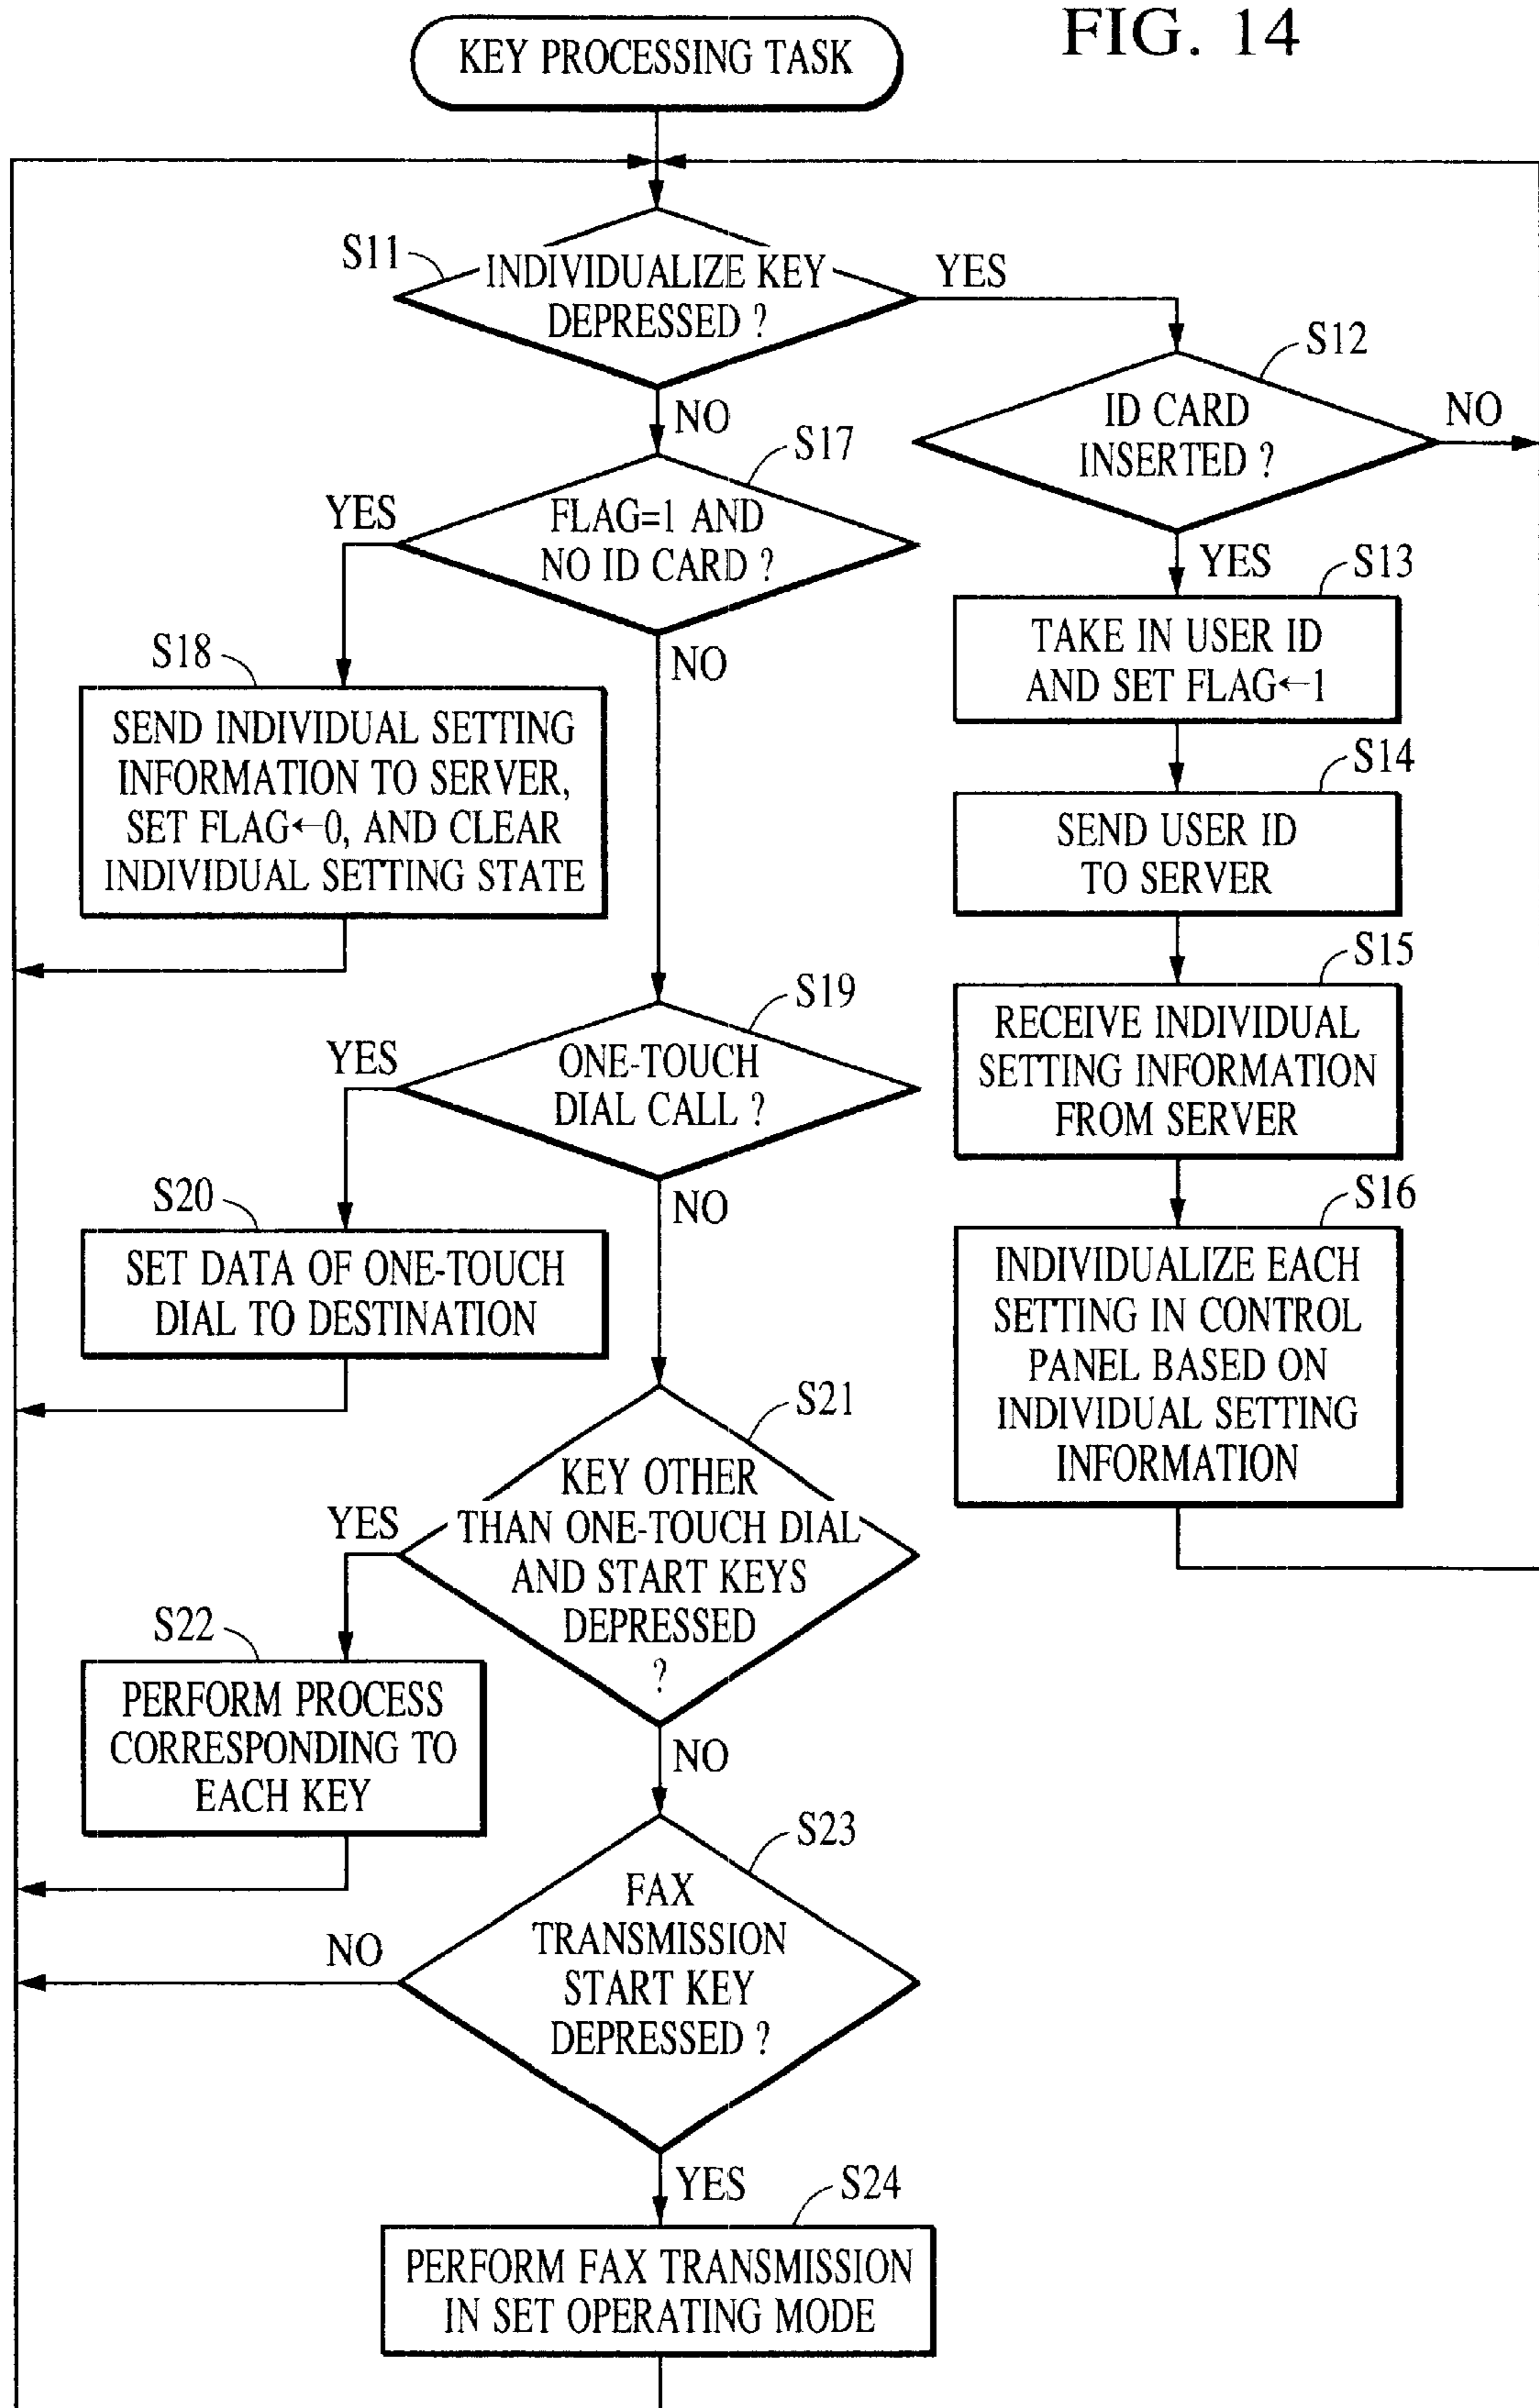 FIG. 14
KEY PROCESSING TASK
S11
INDIVIDUALIZE KEY
DEPRESSED ?
YES
NO
S12
ID CARD
INSERTED ?
NO
YES
S17
FLAG=1 AND
NO ID CARD ?
YES
NO
S13
TAKE IN USER ID
AND SET FLAG←1
S18
SEND INDIVIDUAL SETTING
INFORMATION TO SERVER,
SET FLAG←0, AND CLEAR
INDIVIDUAL SETTING STATE
S14
SEND USER ID
TO SERVER
S15
RECEIVE INDIVIDUAL
SETTING INFORMATION
FROM SERVER
S19
ONE-TOUCH
DIAL CALL ?
YES
NO
S16
INDIVIDUALIZE EACH
SETTING IN CONTROL
PANEL BASED ON
INDIVIDUAL SETTING
INFORMATION
S20
SET DATA OF ONE-TOUCH
DIAL TO DESTINATION
S21
KEY OTHER
THAN ONE-TOUCH DIAL
AND START KEYS
DEPRESSED
?
YES
NO
S22
PERFORM PROCESS
CORRESPONDING TO
EACH KEY
S23
FAX
TRANSMISSION
START KEY
DEPRESSED ?
NO
YES
S24
PERFORM FAX TRANSMISSION
IN SET OPERATING MODE